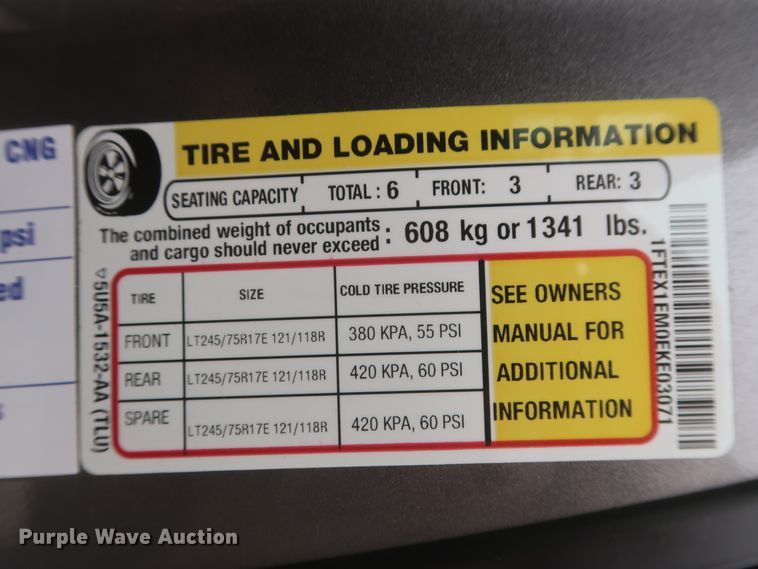 CNG
psi
ed
TIRE AND LOADING INFORMATION
SEATING CAPACITY TOTAL : 6 FRONT: 3 REAR: 3
The combined weight of occupants
and cargo should never exceed : 608 kg or 1341 lbs.
TIRE SIZE COLD TIRE PRESSURE
FRONT LT245/75R17E 121/118R 380 KPA, 55 PSI
REAR LT245/75R17E 121/118R 420 KPA, 60 PSI
SPARE LT245/75R17E 121/118R 420 KPA, 60 PSI
SEE OWNERS
MANUAL FOR
ADDITIONAL
INFORMATION
5U5A-1532-AA (TLU)
1FTEX1EM0EKE03071
Purple Wave Auction